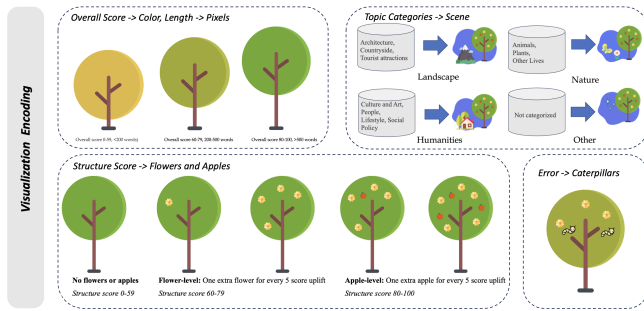 Visualization Encoding
Overall Score -> Color, Length -> Pixels
Overall score 0-59, <200 words)
Overall score 60-79, 200-500 words
Overall score 80-100, >500 words
Topic Categories -> Scene
Architecture,
Countryside,
Tourist attractions
Landscape
Animals,
Plants,
Other Lives
Nature
Culture and Art,
People,
Lifestyle, Social
Policy
Humanities
Not categorized
Other
Structure Score -> Flowers and Apples
No flowers or apples
Structure score 0-59
Flower-level: One extra flower for every 5 score uplift
Structure score 60-79
Apple-level: One extra apple for every 5 score uplift
Structure score 80-100
Error -> Caterpillars